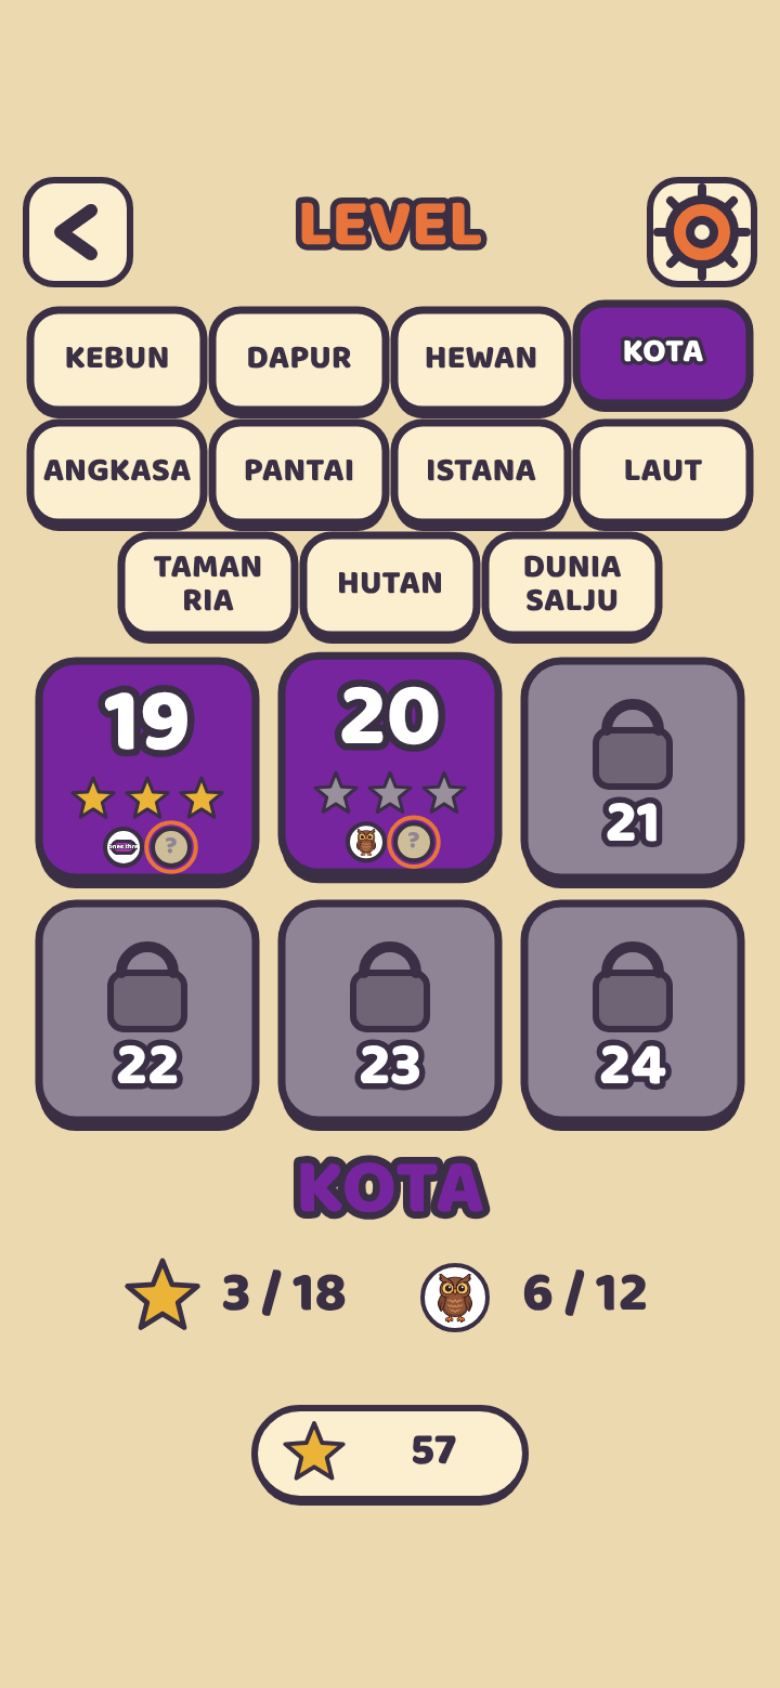 LEVEL
KEBUN
DAPUR
HEWAN
KOTA
ANGKASA
PANTAI
ISTANA
LAUT
TAMAN
RIA
HUTAN
DUNIA
SALJU
19
20
21
?
?
22
23
24
KOTA
3 / 18
6 / 12
57